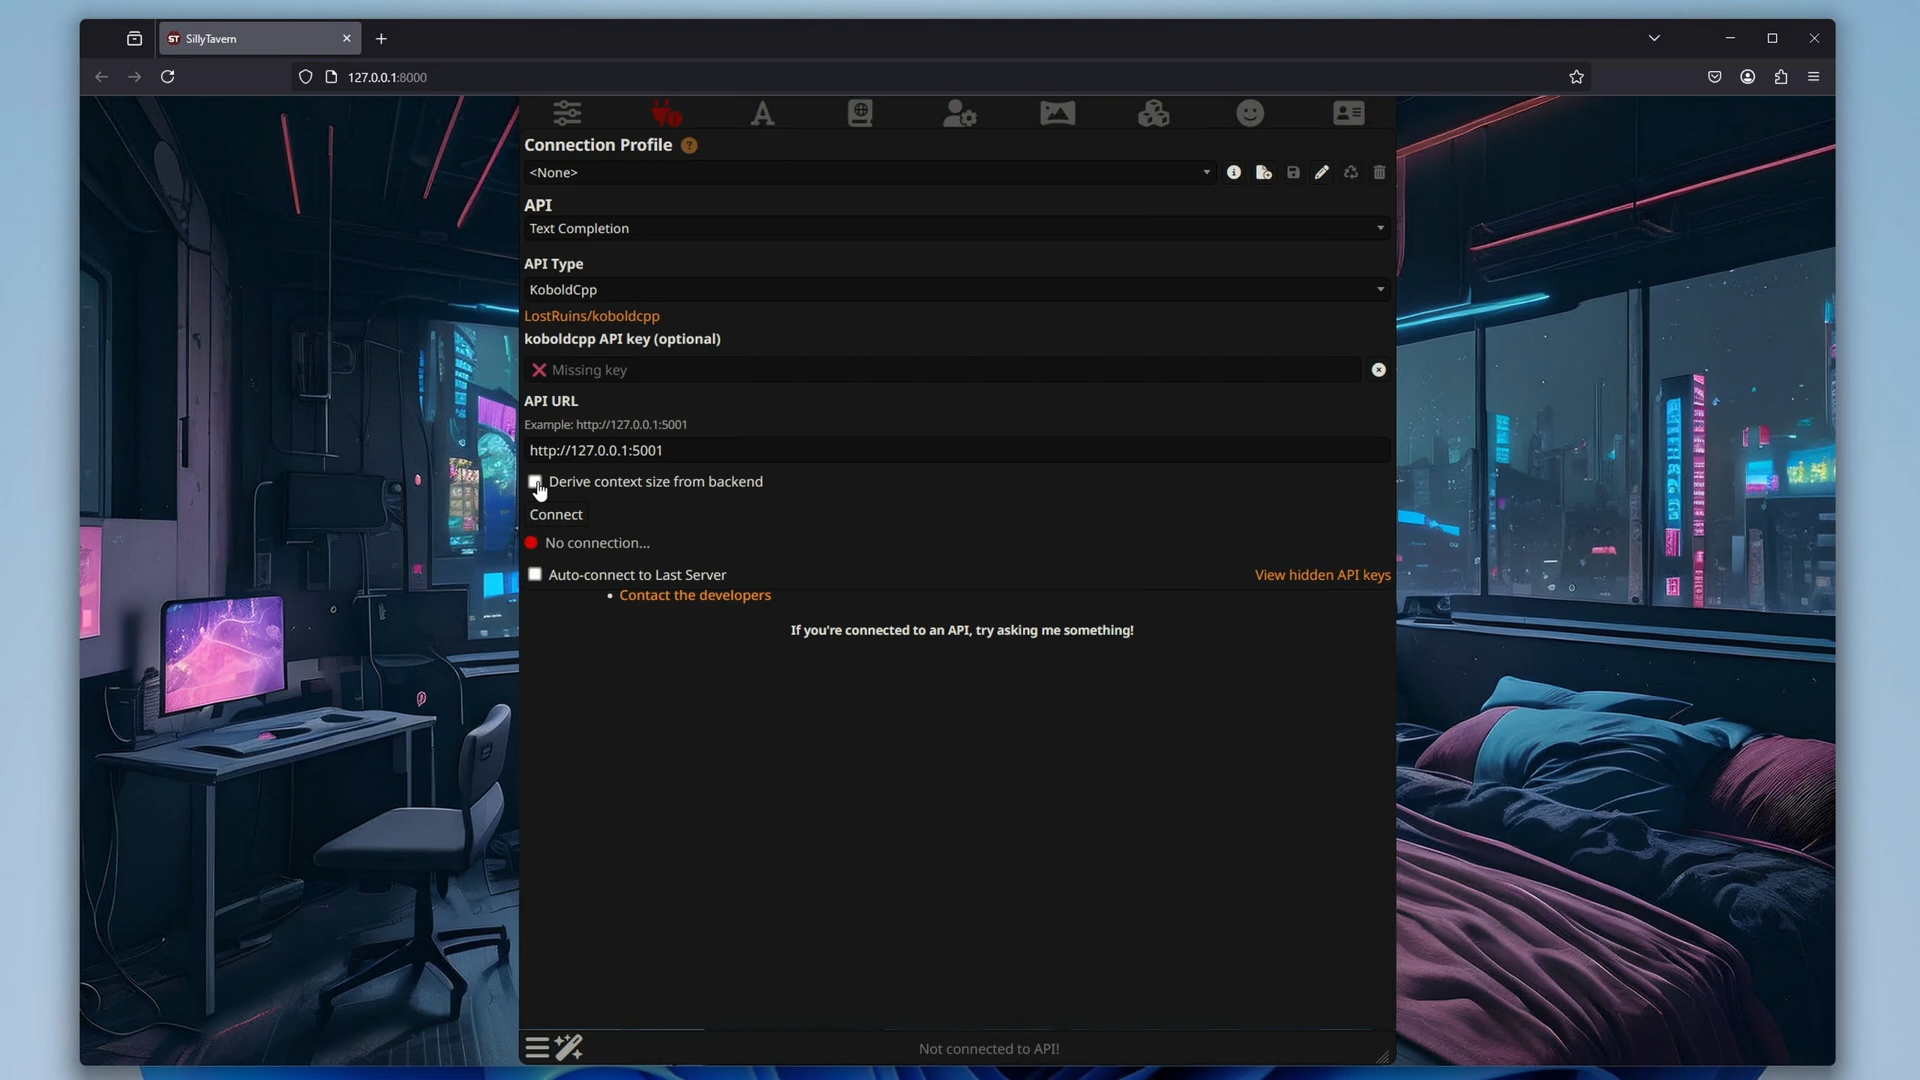 ST SillyTavern
127.0.0.1:8000
Connection Profile ?
<None>
API
Text Completion
API Type
KoboldCpp
LostRuins/koboldcpp
koboldcpp API key (optional)
Missing key
API URL
Example: http://127.0.0.1:5001
http://127.0.0.1:5001
Derive context size from backend
Connect
No connection...
Auto-connect to Last Server
View hidden API keys
Contact the developers
If you're connected to an API, try asking me something!
Not connected to API!